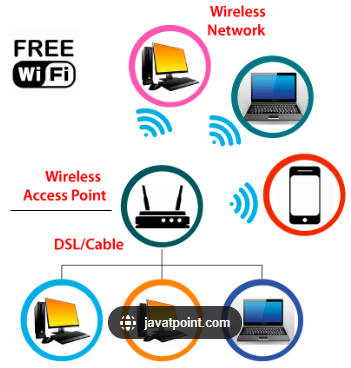 Wireless
Network
FREE
Wi Fi
Wireless
Access Point
DSL/Cable
javatpoint.com